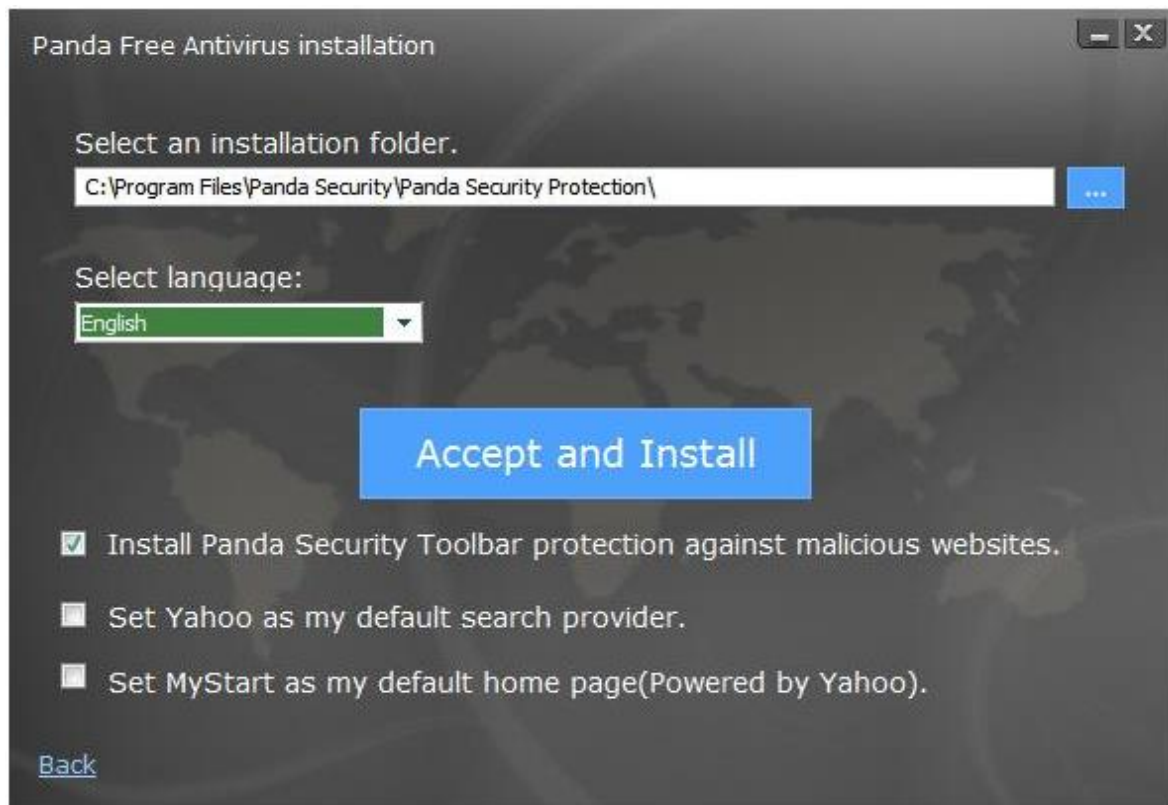 Panda Free Antivirus installation
Select an installation folder.
C:\Program Files\Panda Security\Panda Security Protection\
...
Select language:
English
Accept and Install
Install Panda Security Toolbar protection against malicious websites.
Set Yahoo as my default search provider.
Set MyStart as my default home page(Powered by Yahoo).
Back